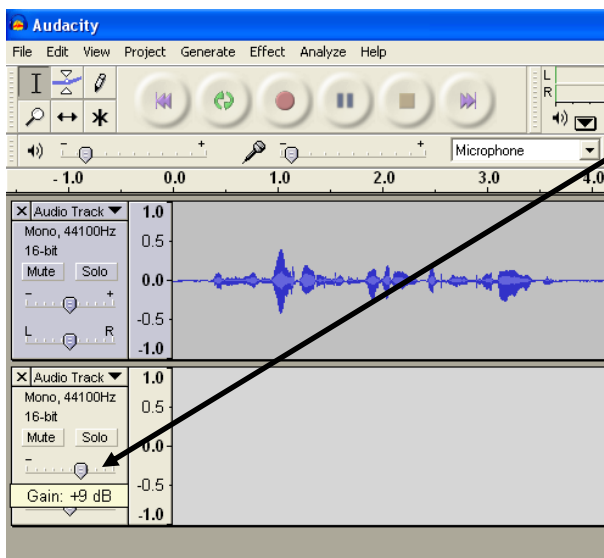 Audacity
File Edit View Project Generate Effect Analyze Help
L
R
- +
- +
Microphone
- 1.0 0.0 1.0 2.0 3.0 4.0
X Audio Track 1.0
Mono, 44100Hz
16-bit 0.5
Mute Solo
0.0
- +
-0.5
L R
-1.0
X Audio Track 1.0
Mono, 44100Hz
0.5
16-bit
Mute Solo
0.0
-
-0.5
Gain: +9 dB
-1.0